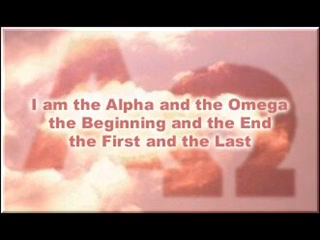 ΑΩ
I am the Alpha and the Omega
the Beginning and the End
the First and the Last